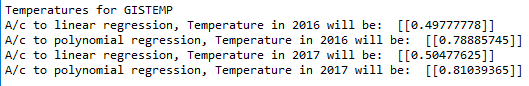 Temperatures for GISTEMP
A/c to linear regression, Temperature in 2016 will be:  [[0.49777778]]
A/c to polynomial regression, Temperature in 2016 will be:  [[0.78885745]]
A/c to linear regression, Temperature in 2017 will be:  [[0.50477625]]
A/c to polynomial regression, Temperature in 2017 will be:  [[0.81039365]]